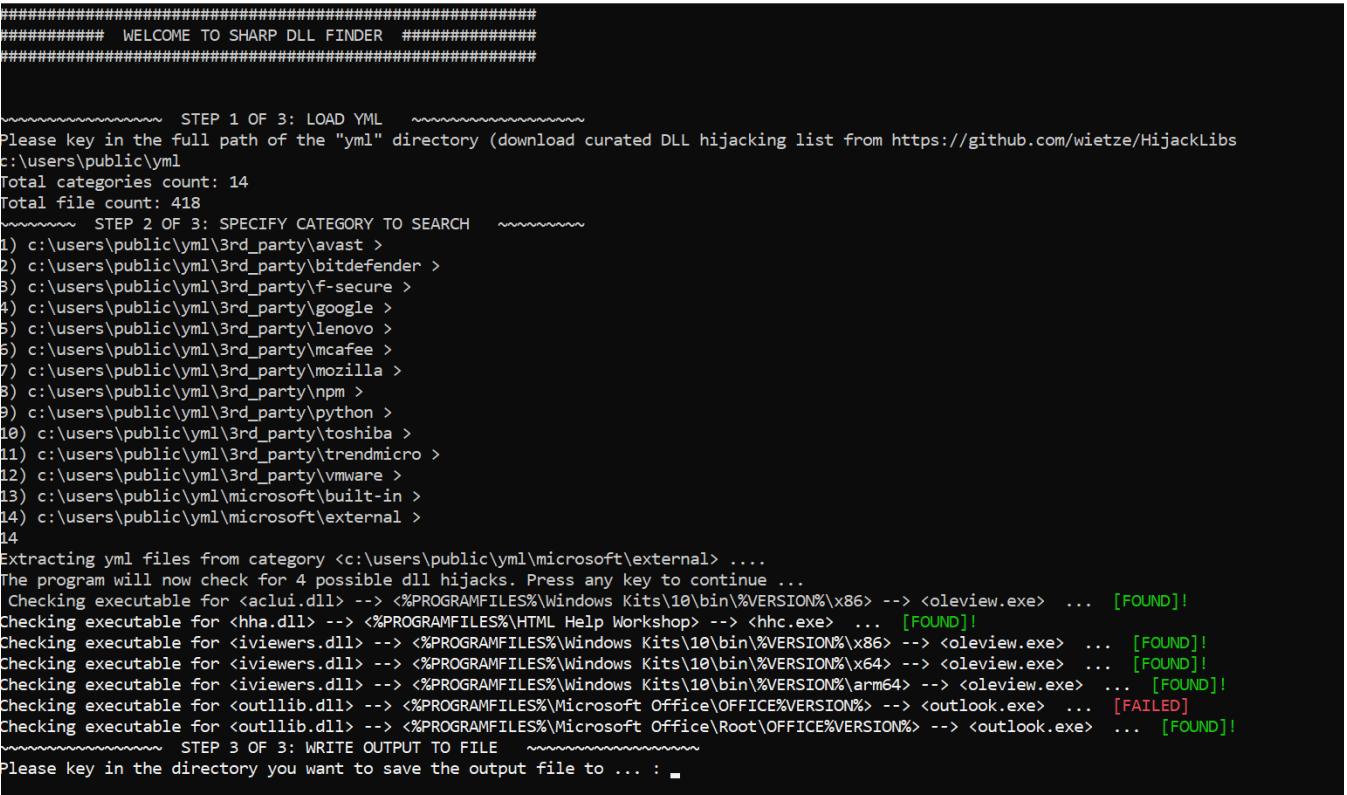 #########################################################
########### WELCOME TO SHARP DLL FINDER ##############
#########################################################
~~~~~~~~~~~~~~~~~ STEP 1 OF 3: LOAD YML ~~~~~~~~~~~~~~~~~~
Please key in the full path of the "yml" directory (download curated DLL hijacking list from https://github.com/wietze/HijackLibs
c:\users\public\yml
Total categories count: 14
Total file count: 418
~~~~~~~~ STEP 2 OF 3: SPECIFY CATEGORY TO SEARCH ~~~~~~~~~
1) c:\users\public\yml\3rd_party\avast >
2) c:\users\public\yml\3rd_party\bitdefender >
3) c:\users\public\yml\3rd_party\f-secure >
4) c:\users\public\yml\3rd_party\google >
5) c:\users\public\yml\3rd_party\lenovo >
6) c:\users\public\yml\3rd_party\mcafee >
7) c:\users\public\yml\3rd_party\mozilla >
8) c:\users\public\yml\3rd_party\npm >
9) c:\users\public\yml\3rd_party\python >
10) c:\users\public\yml\3rd_party\toshiba >
11) c:\users\public\yml\3rd_party\trendmicro >
12) c:\users\public\yml\3rd_party\vmware >
13) c:\users\public\yml\microsoft\built-in >
14) c:\users\public\yml\microsoft\external >
14
Extracting yml files from category <c:\users\public\yml\microsoft\external> ....
The program will now check for 4 possible dll hijacks. Press any key to continue ...
Checking executable for <aclui.dll> --> <%PROGRAMFILES%\Windows Kits\10\bin\%VERSION%\x86> --> <oleview.exe> ... [FOUND]!
Checking executable for <hha.dll> --> <%PROGRAMFILES%\HTML Help Workshop> --> <hhc.exe> ... [FOUND]!
Checking executable for <iviewers.dll> --> <%PROGRAMFILES%\Windows Kits\10\bin\%VERSION%\x86> --> <oleview.exe> ... [FOUND]!
Checking executable for <iviewers.dll> --> <%PROGRAMFILES%\Windows Kits\10\bin\%VERSION%\x64> --> <oleview.exe> ... [FOUND]!
Checking executable for <iviewers.dll> --> <%PROGRAMFILES%\Windows Kits\10\bin\%VERSION%\arm64> --> <oleview.exe> ... [FOUND]!
Checking executable for <outllib.dll> --> <%PROGRAMFILES%\Microsoft Office\OFFICE%VERSION%> --> <outlook.exe> ... [FAILED]
Checking executable for <outllib.dll> --> <%PROGRAMFILES%\Microsoft Office\Root\OFFICE%VERSION%> --> <outlook.exe> ... [FOUND]!
~~~~~~~~~~~~~~~~~ STEP 3 OF 3: WRITE OUTPUT TO FILE ~~~~~~~~~~~~~~~~~~
Please key in the directory you want to save the output file to ... :